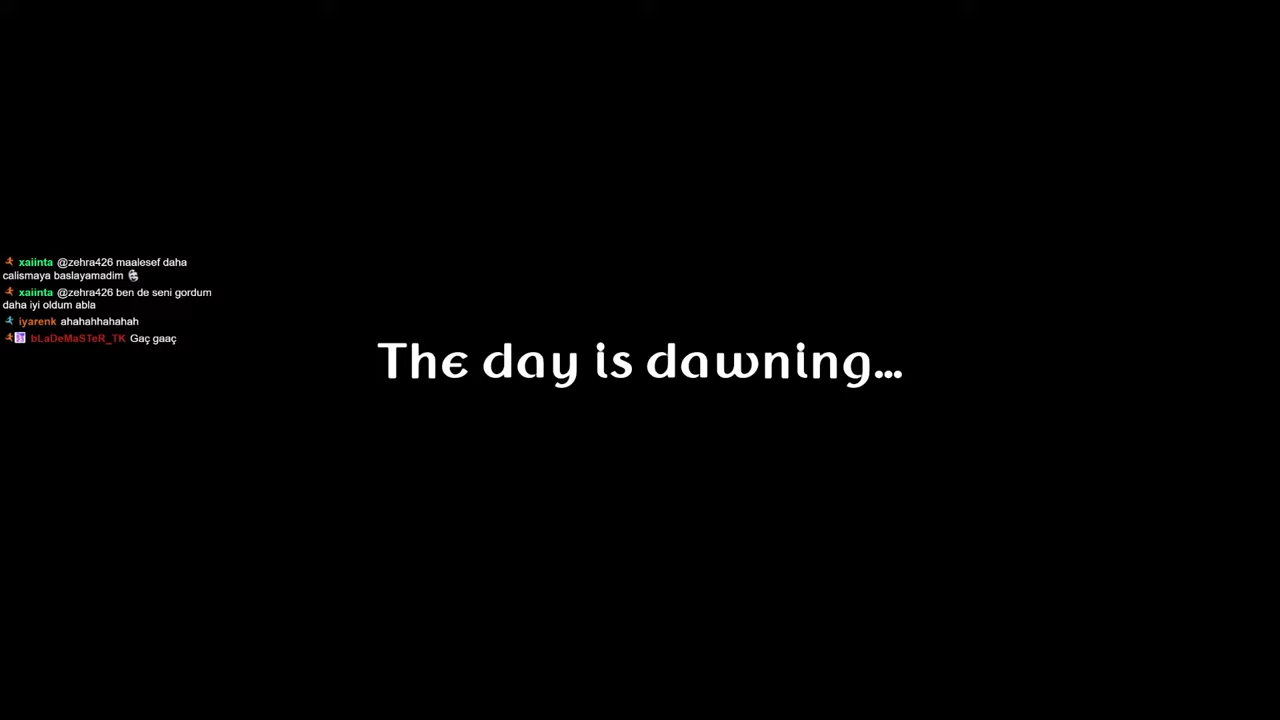 xaiinta @zehra426 maalesef daha
calismaya baslayamadim
xaiinta @zehra426 ben de seni gordum
daha iyi oldum abla
iyarenk ahahahhahahah
bLaDeMaSTeR_TK Gaç gaaç
The day is dawning...